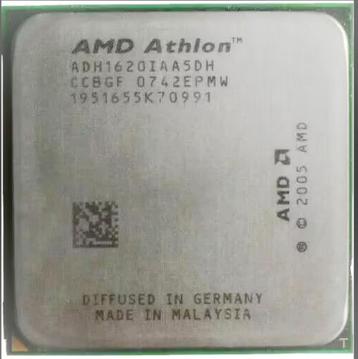 AMD Athlon™
ADH1620IAA5DH
CCBGF 0742EPMW
1951655K70991
AMD
® © 2005 AMD
DIFFUSED IN GERMANY
MADE IN MALAYSIA
T